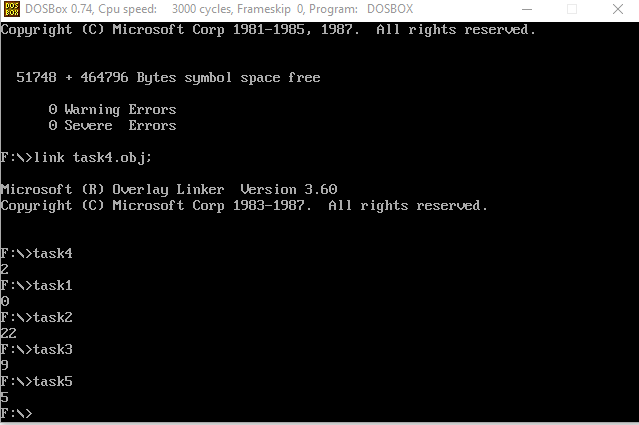 DOS
BOX
DOSBox 0.74, Cpu speed: 3000 cycles, Frameskip 0, Program: DOSBOX
Copyright (C) Microsoft Corp 1981-1985, 1987. All rights reserved.
51748 + 464796 Bytes symbol space free
0 Warning Errors
0 Severe Errors
F:\>link task4.obj;
Microsoft (R) Overlay Linker Version 3.60
Copyright (C) Microsoft Corp 1983-1987. All rights reserved.
F:\>task4
2
F:\>task1
0
F:\>task2
22
F:\>task3
9
F:\>task5
5
F:\>